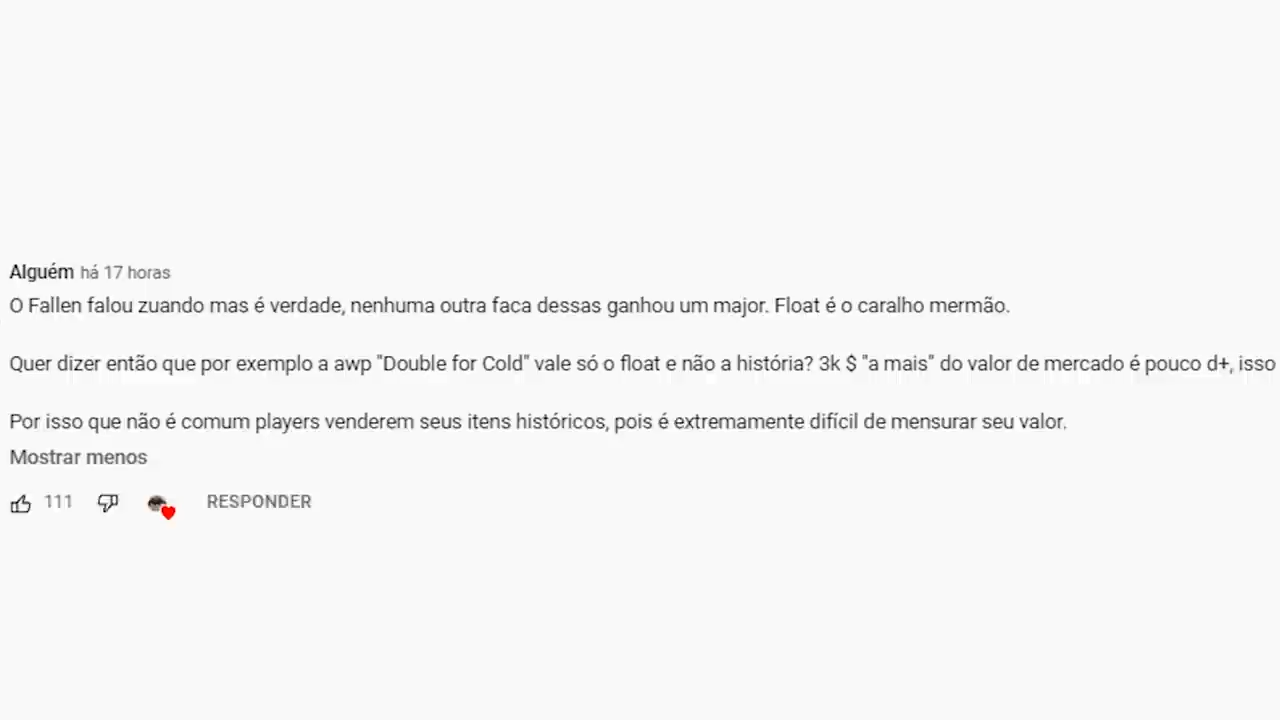 Alguém há 17 horas
O Fallen falou zuando mas é verdade, nenhuma outra faca dessas ganhou um major. Float é o caralho mermão.
Quer dizer então que por exemplo a awp "Double for Cold" vale só o float e não a história? 3k $ "a mais" do valor de mercado é pouco d+, isso
Por isso que não é comum players venderem seus itens históricos, pois é extremamente difícil de mensurar seu valor.
Mostrar menos
111 RESPONDER